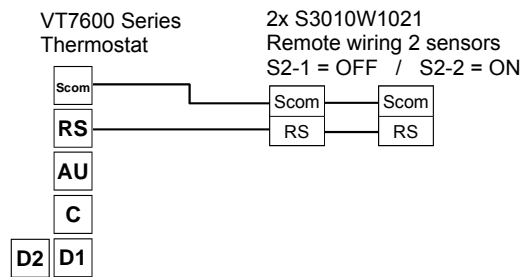 VT7600 Series
Thermostat
2x S3010W1021
Remote wiring 2 sensors
S2-1 = OFF / S2-2 = ON
Scom
Scom
Scom
RS
RS
RS
AU
C
D2 D1